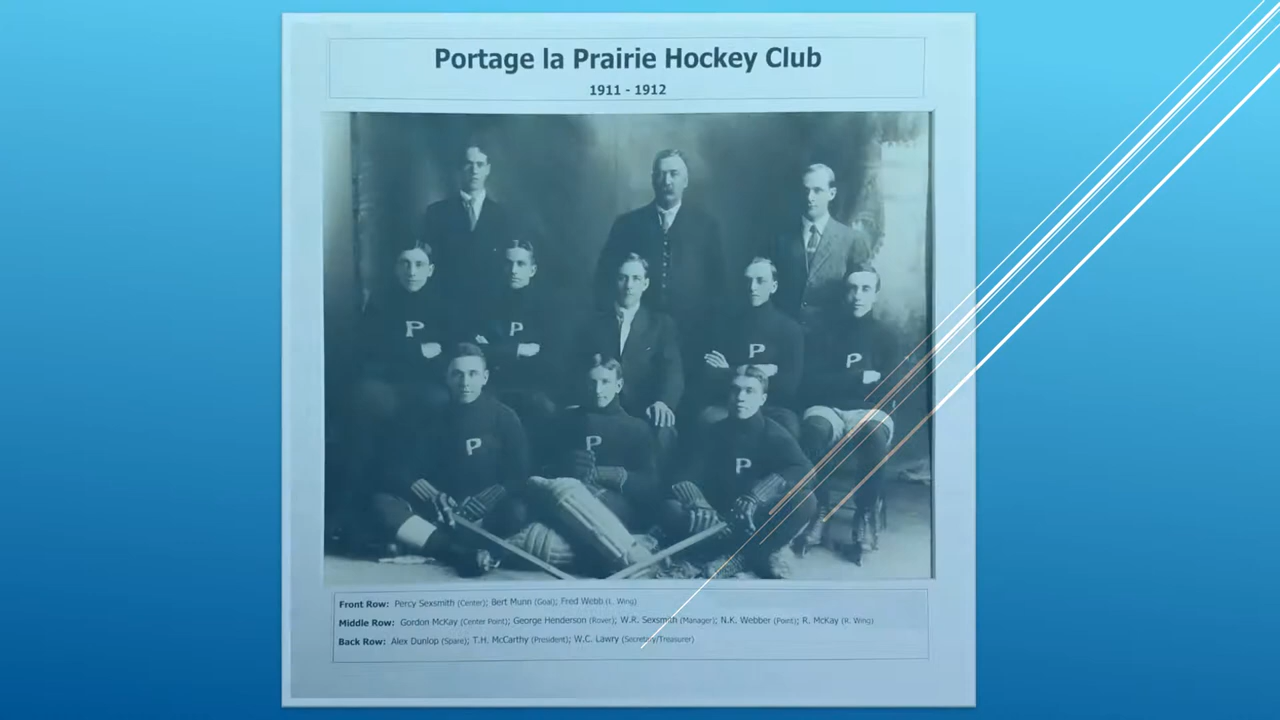 Portage la Prairie Hockey Club
1911 - 1912
P
P
P
P
P
P
P
Front Row: Percy Sexsmith (Center); Bert Munn (Goal); Fred Webb (L. Wing)
Middle Row: Gordon McKay (Center Point); George Henderson (Rover); W.R. Sexsmith (Manager); N.K. Webber (Point); R. McKay (R. Wing)
Back Row: Alex Dunlop (Spare); T.H. McCarthy (President); W.C. Lawry (Secretary/Treasurer)